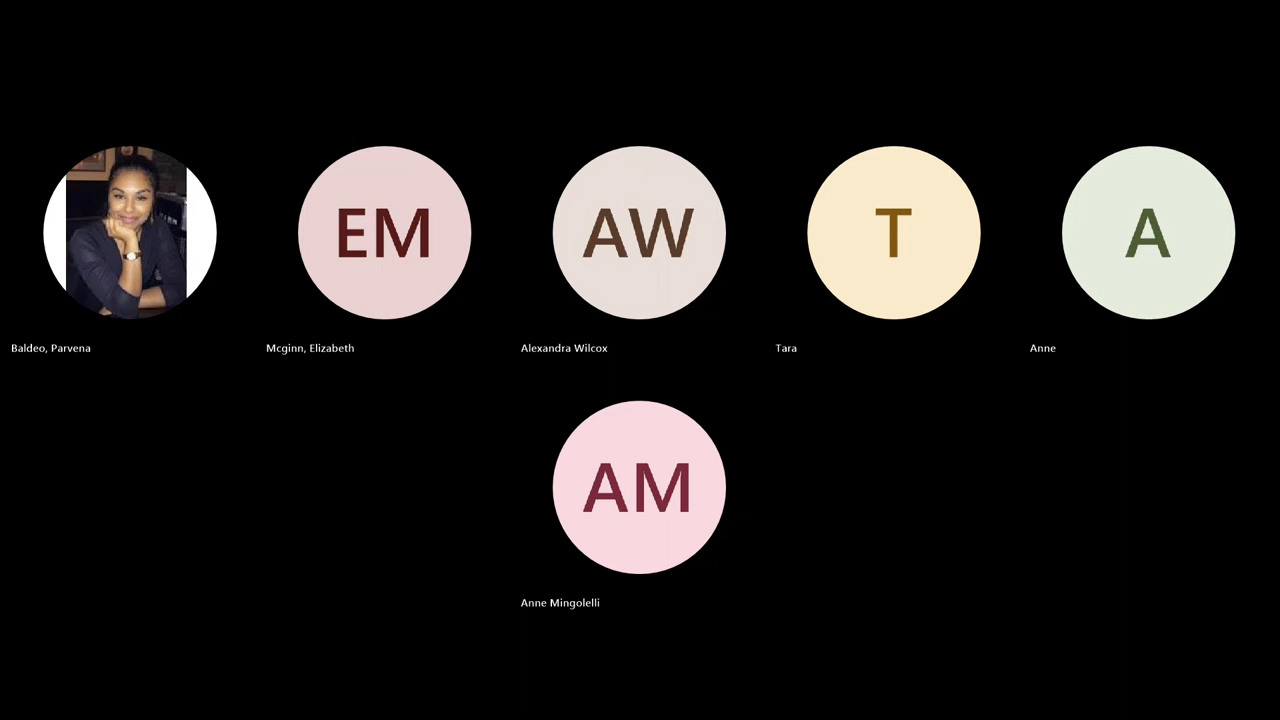 EM
AW
T
A
Baldeo, Parvena
Mcginn, Elizabeth
Alexandra Wilcox
Tara
Anne
AM
Anne Mingolelli